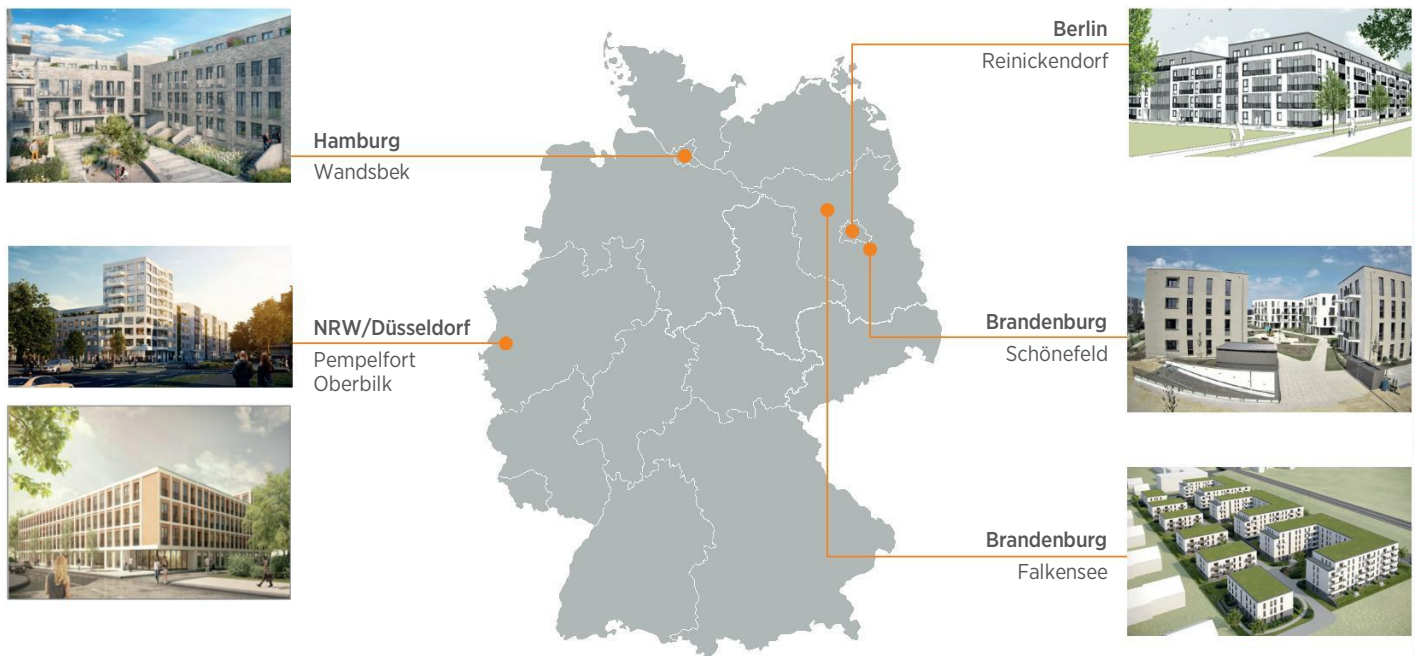 Hamburg
Wandsbek
NRW/Düsseldorf
Pempelfort
Oberbilk
Berlin
Reinickendorf
Brandenburg
Schönefeld
Brandenburg
Falkensee